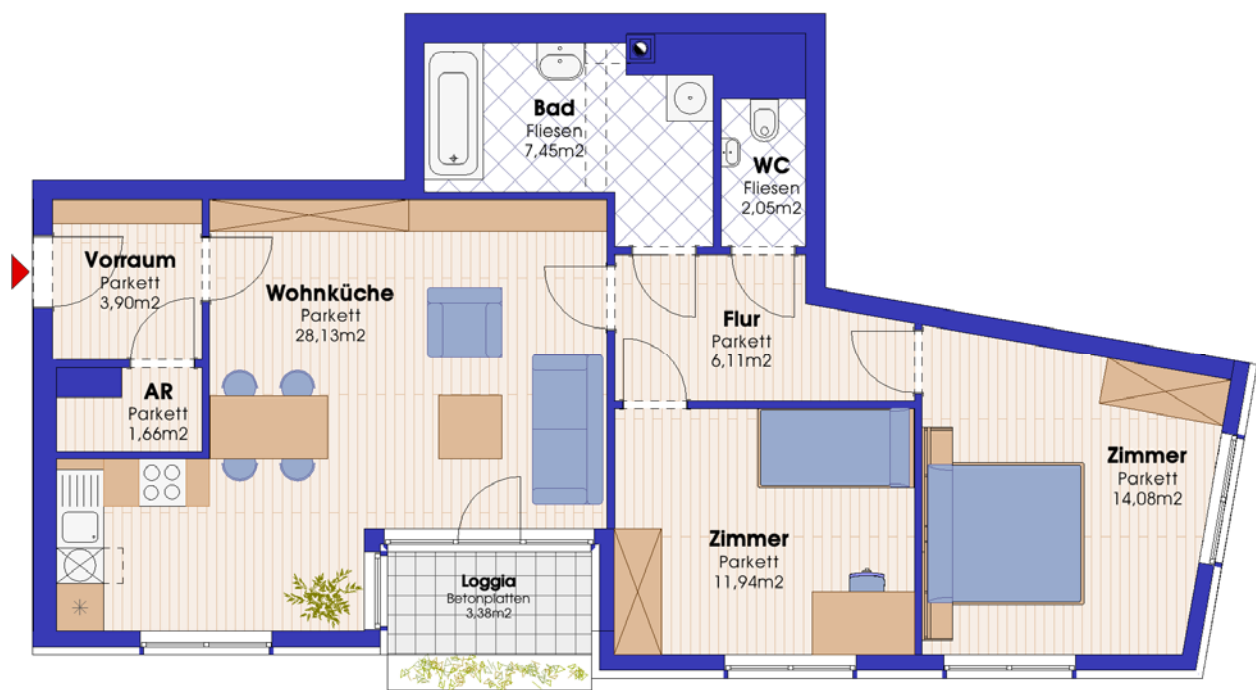 Bad
Fliesen
7,45m2
WC
Fliesen
2,05m2
Vorraum
Parkett
3,90m2
Wohnküche
Parkett
28,13m2
Flur
Parkett
6,11m2
AR
Parkett
1,66m2
Zimmer
Parkett
14,08m2
Zimmer
Parkett
11,94m2
Loggia
Betonplatten
3,38m2